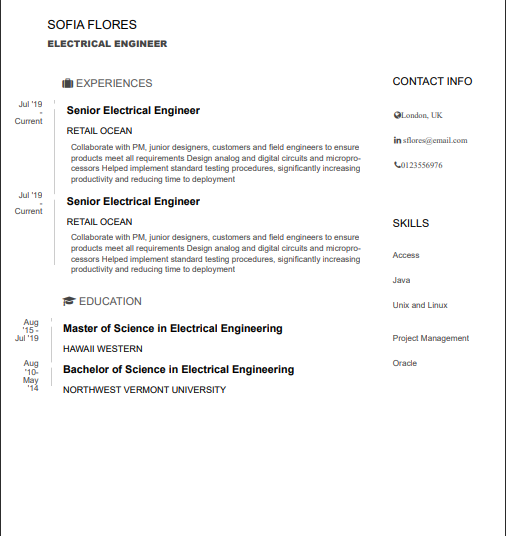 SOFIA FLORES
ELECTRICAL ENGINEER
EXPERIENCES
Jul '19
-
Current
Senior Electrical Engineer
RETAIL OCEAN
Collaborate with PM, junior designers, customers and field engineers to ensure
products meet all requirements Design analog and digital circuits and micropro-
cessors Helped implement standard testing procedures, significantly increasing
productivity and reducing time to deployment
Jul '19
-
Current
Senior Electrical Engineer
RETAIL OCEAN
Collaborate with PM, junior designers, customers and field engineers to ensure
products meet all requirements Design analog and digital circuits and micropro-
cessors Helped implement standard testing procedures, significantly increasing
productivity and reducing time to deployment
EDUCATION
Aug
'15 -
Jul '19
Master of Science in Electrical Engineering
HAWAII WESTERN
Aug
'10-
May
'14
Bachelor of Science in Electrical Engineering
NORTHWEST VERMONT UNIVERSITY
CONTACT INFO
London, UK
in sflores@email.com
0123556976
SKILLS
Access
Java
Unix and Linux
Project Management
Oracle